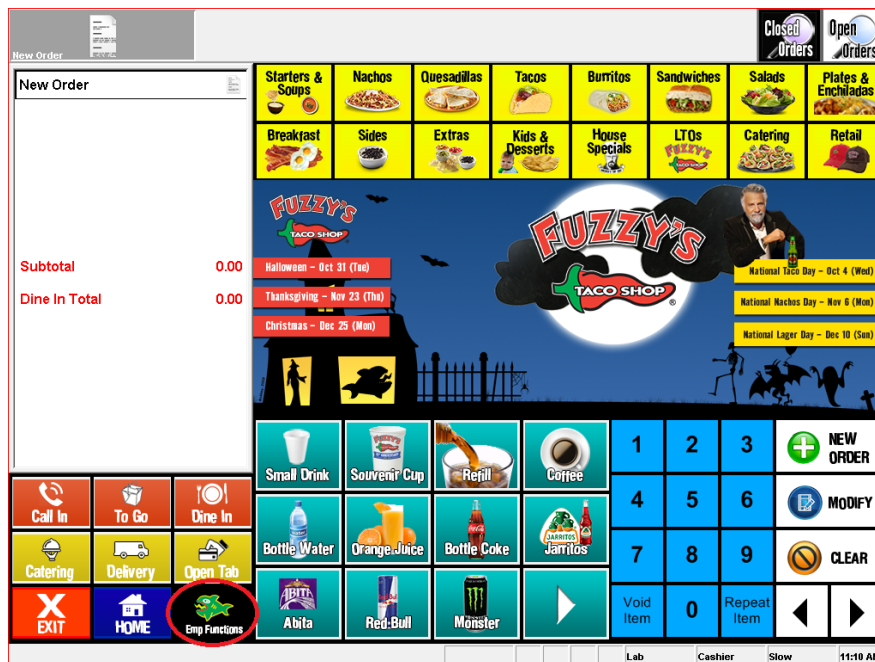 New Order
Closed Orders
Open Orders
New Order
Subtotal 0.00
Dine In Total 0.00
Starters & Soups
Nachos
Quesadillas
Tacos
Burritos
Sandwiches
Salads
Plates & Enchiladas
Breakfast
Sides
Extras
Kids & Desserts
House Specials
LTOs
FUZZY'S
Catering
Retail
FUZZY'S
TACO SHOP
Halloween - Oct 31 (Tue)
Thanksgiving - Nov 23 (Thu)
Christmas - Dec 25 (Mon)
FUZZY'S
TACO SHOP
National Taco Day - Oct 4 (Wed)
National Nachos Day - Nov 6 (Mon)
National Lager Day - Dec 10 (Sun)
Small Drink
Souvenir Cup
Refill
Coffee
Bottle Water
Orange Juice
Bottle Coke
JARRITOS
Jarritos
ABITA
Abita
Red Bull
Monster
1 2 3
4 5 6
7 8 9
Void Item
0
Repeat Item
NEW ORDER
MODIFY
CLEAR
Call In
To Go
Dine In
Catering
Delivery
Open Tab
X
EXIT
HOME
Emp Functions
Lab
Cashier
Slow
11:10